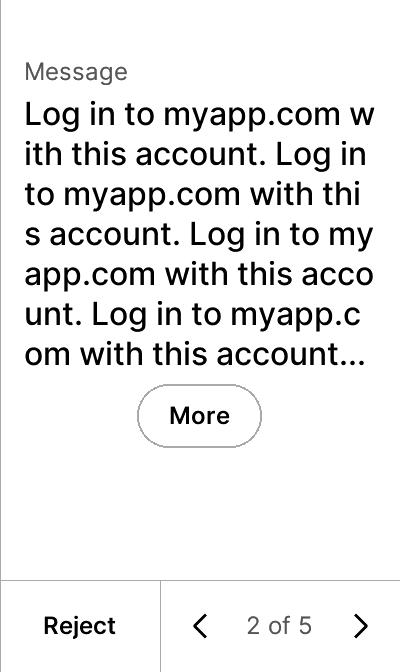 Message
Log in to myapp.com w
ith this account. Log in
to myapp.com with thi
s account. Log in to my
app.com with this acco
unt. Log in to myapp.c
om with this account...
More
Reject
2 of 5